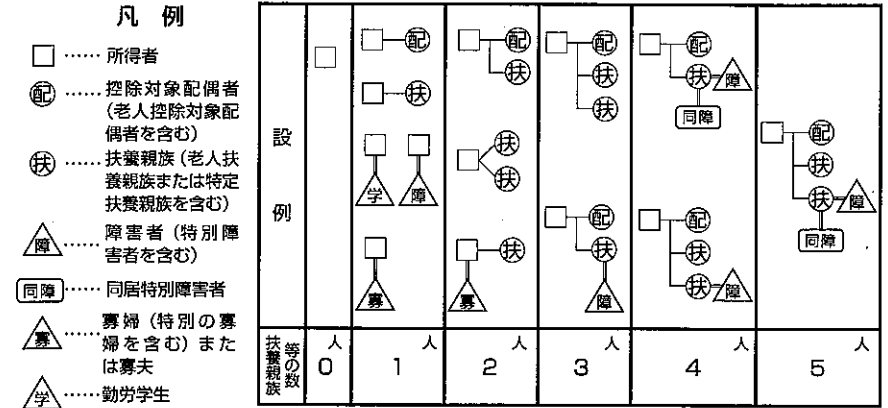 凡 例
□ …… 所得者
配 …… 控除対象配偶者
(老人控除対象配
偶者を含む)
扶 …… 扶養親族(老人扶
養親族または特定
扶養親族を含む)
障 …… 障害者(特別障
害者を含む)
同障 …… 同居特別障害者
寡 …… 寡婦(特別の寡
婦を含む)また
は寡夫
学 …… 勤労学生
設例
配
扶
学 障
寡
配
扶
扶
扶
寡 扶
配
扶
扶
配
扶
障
配
扶 障
同障
配
扶
扶 障
配
扶
扶 障
同障
扶養親族等の数
0人
1人
2人
3人
4人
5人